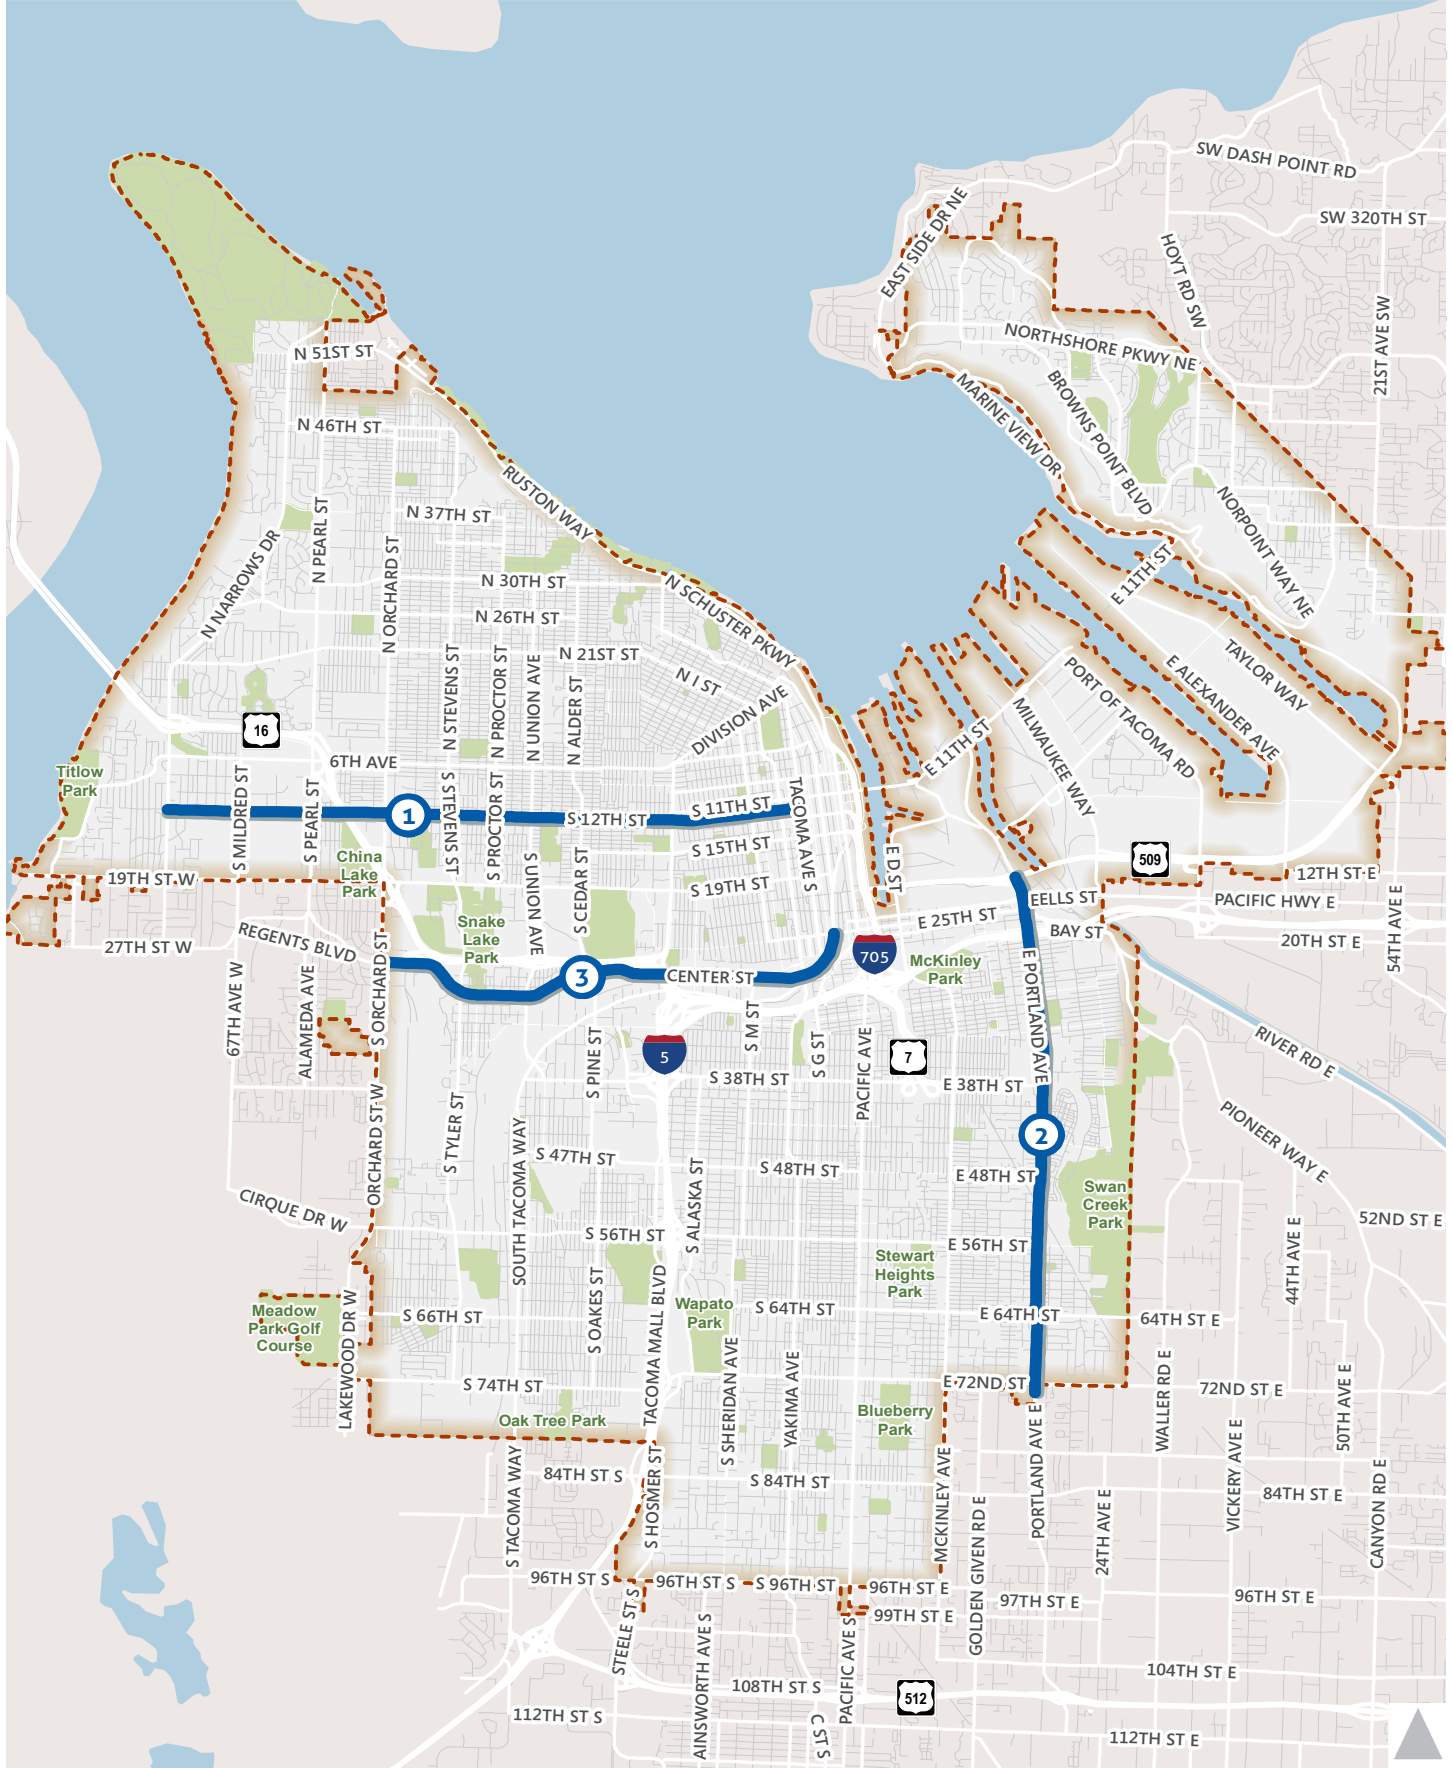 SW DASH POINT RD
SW 320TH ST
EAST SIDE DR NE
HOYT RD SW
21ST AVE SW
N 51ST ST
NORTHSHORE PKWY NE
MARINE VIEW DR
BROWNS POINT BLVD
N 46TH ST
RUSTON WAY
N PEARL ST
N 37TH ST
NORPOINT WAY NE
N NARROWS DR
N ORCHARD ST
E 11TH ST
N 30TH ST
N SCHUSTER PKWY
N 26TH ST
N 21ST ST
N I ST
N STEVENS ST
N PROCTOR ST
N UNION AVE
N ALDER ST
DIVISION AVE
TAYLOR WAY
E ALEXANDER AVE
PORT OF TACOMA RD
MILWAUKEE WAY
E 11TH ST
16
6TH AVE
Titlow
Park
S MILDRED ST
S PEARL ST
1
S STEVENS ST
S PROCTOR ST
S 12TH ST
S 11TH ST
TACOMA AVE S
S 15TH ST
S UNION AVE
S CEDAR ST
China
Lake
Park
E D ST
509
19TH ST W
S 19TH ST
12TH ST E
EELLS ST
PACIFIC HWY E
54TH AVE E
Snake
Lake
Park
E 25TH ST
BAY ST
20TH ST E
27TH ST W
REGENTS BLVD
S ORCHARD ST
705
McKinley
Park
E PORTLAND AVE
3
CENTER ST
67TH AVE W
ALAMEDA AVE
S PINE ST
5
S M ST
S G ST
PACIFIC AVE
7
RIVER RD E
S 38TH ST
E 38TH ST
ORCHARD ST W
S TYLER ST
SOUTH TACOMA WAY
2
PIONEER WAY E
S 47TH ST
S 48TH ST
E 48TH ST
S ALASKA ST
Swan
Creek
Park
CIRQUE DR W
52ND ST E
S 56TH ST
E 56TH ST
44TH AVE E
Stewart
Heights
Park
S OAKES ST
TACOMA MALL BLVD
Meadow
Park Golf
Course
LAKEWOOD DR W
S 66TH ST
Wapato
Park
S 64TH ST
E 64TH ST
64TH ST E
S SHERIDAN AVE
YAKIMA AVE
WALLER RD E
50TH AVE E
S 74TH ST
E 72ND ST
72ND ST E
Oak Tree Park
Blueberry
Park
PORTLAND AVE E
VICKERY AVE E
S TACOMA WAY
84TH ST S
S HOSMER ST
S 84TH ST
MCKINLEY AVE
GOLDEN GIVEN RD E
24TH AVE E
84TH ST E
CANYON RD E
96TH ST S
96TH ST S
S 96TH ST
96TH ST E
97TH ST E
96TH ST E
99TH ST E
STEELE ST S
AINSWORTH AVE S
PACIFIC AVE S
104TH ST E
108TH ST S
512
112TH ST S
C ST S
112TH ST E